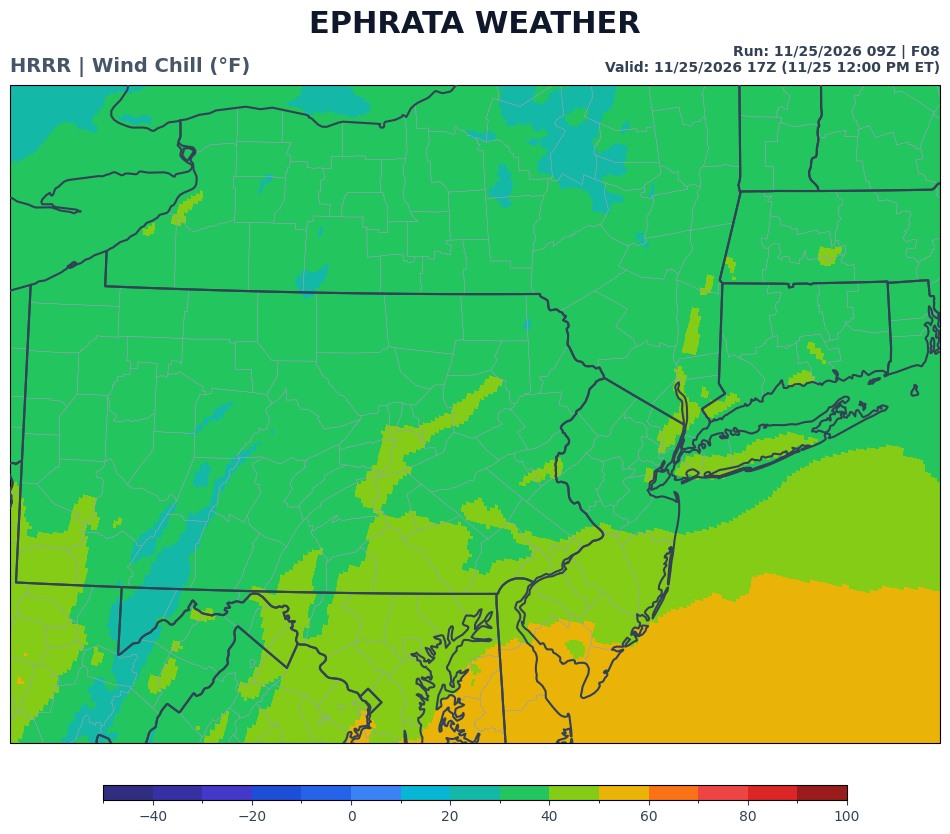 EPHRATA WEATHER
HRRR | Wind Chill (°F)
Run: 11/25/2026 09Z | F08
Valid: 11/25/2026 17Z (11/25 12:00 PM ET)
−40 −20 0 20 40 60 80 100